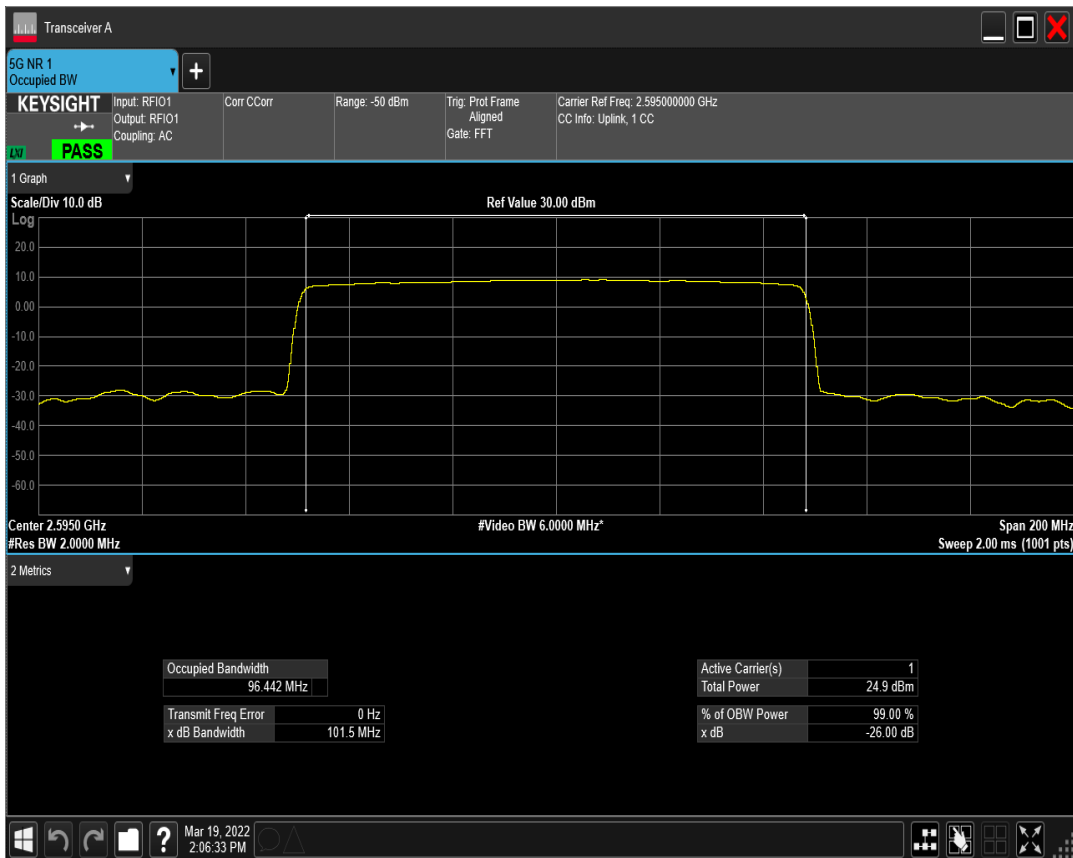 Transceiver A
5G NR 1
Occupied BW
KEYSIGHT
LXI
PASS
Input: RFIO1
Output: RFIO1
Coupling: AC
Corr CCorr
Range: -50 dBm
Trig: Prot Frame
Aligned
Gate: FFT
Carrier Ref Freq: 2.595000000 GHz
CC Info: Uplink, 1 CC
1 Graph
Scale/Div 10.0 dB
Ref Value 30.00 dBm
Log
20.0
10.0
0.00
-10.0
-20.0
-30.0
-40.0
-50.0
-60.0
Center 2.5950 GHz
#Video BW 6.0000 MHz*
Span 200 MHz
#Res BW 2.0000 MHz
Sweep 2.00 ms (1001 pts)
2 Metrics
Occupied Bandwidth
96.442 MHz
Transmit Freq Error 0 Hz
x dB Bandwidth 101.5 MHz
Active Carrier(s) 1
Total Power 24.9 dBm
% of OBW Power 99.00 %
x dB -26.00 dB
?
Mar 19, 2022
2:06:33 PM